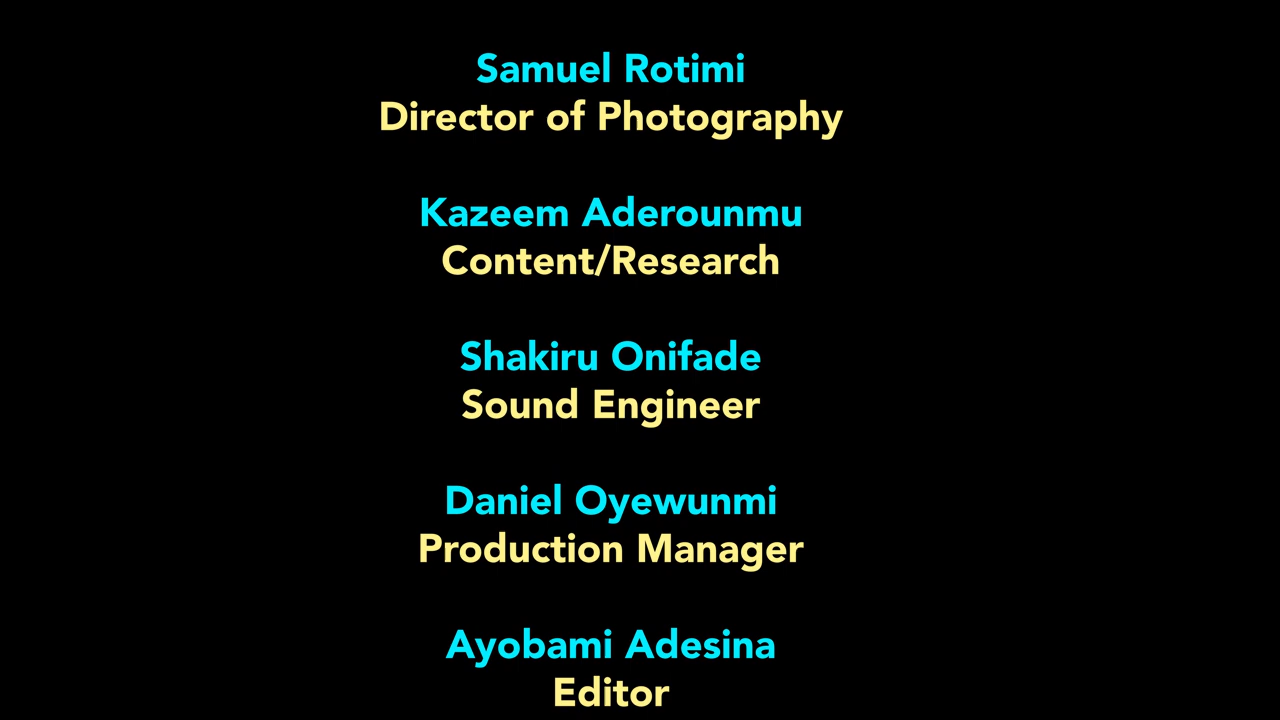 Samuel Rotimi
Director of Photography
Kazeem Aderounmu
Content/Research
Shakiru Onifade
Sound Engineer
Daniel Oyewunmi
Production Manager
Ayobami Adesina
Editor